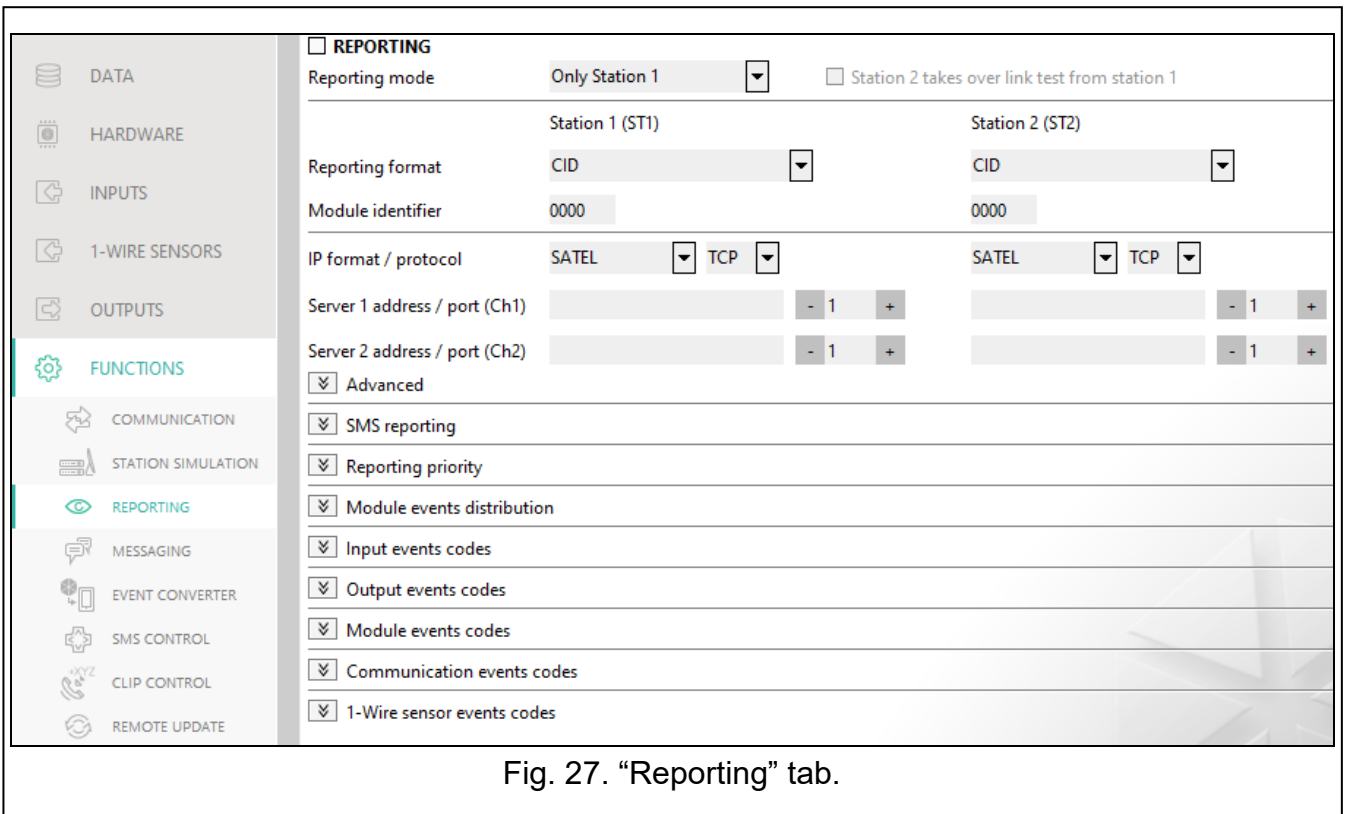 DATA
HARDWARE
INPUTS
1-WIRE SENSORS
OUTPUTS
FUNCTIONS
COMMUNICATION
STATION SIMULATION
REPORTING
MESSAGING
EVENT CONVERTER
SMS CONTROL
+XYZ
CLIP CONTROL
REMOTE UPDATE
REPORTING
Reporting mode Only Station 1 Station 2 takes over link test from station 1
Station 1 (ST1) Station 2 (ST2)
Reporting format CID CID
Module identifier 0000 0000
IP format / protocol SATEL TCP SATEL TCP
Server 1 address / port (Ch1) - 1 + - 1 +
Server 2 address / port (Ch2) - 1 + - 1 +
Advanced
SMS reporting
Reporting priority
Module events distribution
Input events codes
Output events codes
Module events codes
Communication events codes
1-Wire sensor events codes
Fig. 27. “Reporting” tab.